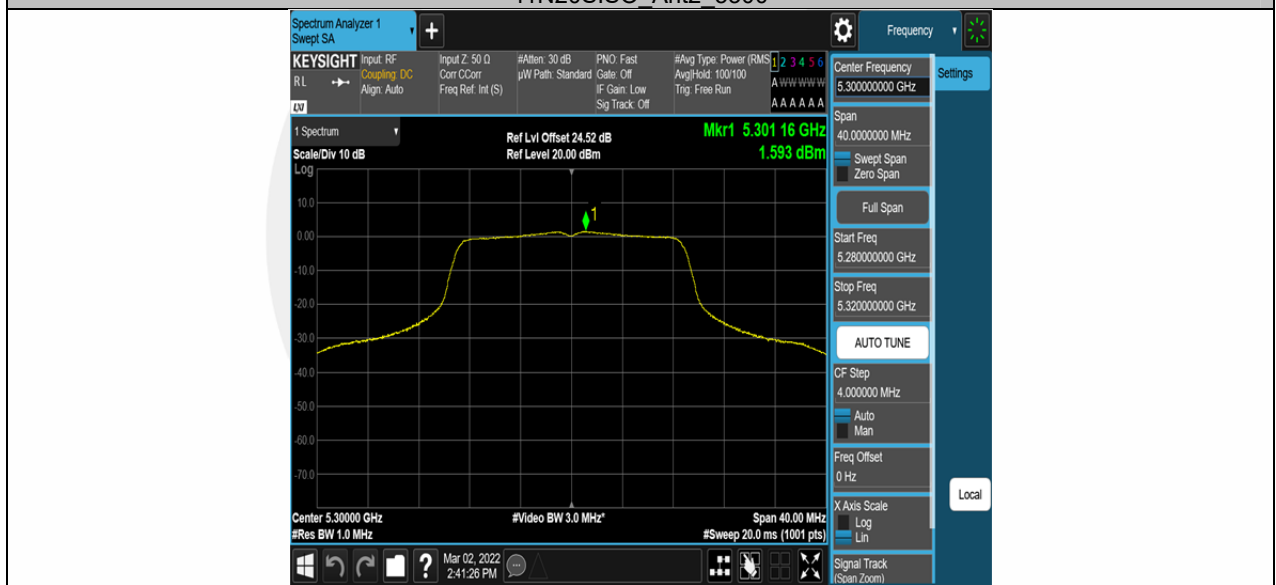 Spectrum Analyzer 1
Swept SA
+
Frequency
KEYSIGHT
RL
LXI
Input: RF
Coupling: DC
Align: Auto
Input Z: 50 Ω
Corr CCorr
Freq Ref: Int (S)
#Atten: 30 dB
µW Path: Standard
PNO: Fast
Gate: Off
IF Gain: Low
Sig Track: Off
#Avg Type: Power (RMS
Avg|Hold: 100/100
Trig: Free Run
1 2 3 4 5 6
A W W W W W
A A A A A A
1 Spectrum
Scale/Div 10 dB
Log
Ref Lvl Offset 24.52 dB
Ref Level 20.00 dBm
Mkr1 5.301 16 GHz
1.593 dBm
1
10.0
0.00
-10.0
-20.0
-30.0
-40.0
-50.0
-60.0
-70.0
Center 5.30000 GHz
#Res BW 1.0 MHz
#Video BW 3.0 MHz*
Span 40.00 MHz
#Sweep 20.0 ms (1001 pts)
Center Frequency
5.300000000 GHz
Settings
Span
40.0000000 MHz
Swept Span
Zero Span
Full Span
Start Freq
5.280000000 GHz
Stop Freq
5.320000000 GHz
AUTO TUNE
CF Step
4.000000 MHz
Auto
Man
Freq Offset
0 Hz
X Axis Scale
Log
Lin
Local
Signal Track
(Span Zoom)
?
Mar 02, 2022
2:41:26 PM